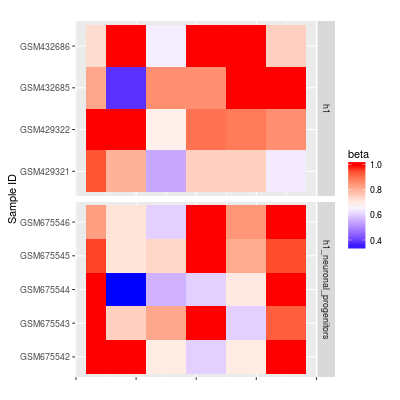 GSM432686
GSM432685
GSM429322
GSM429321
h1
GSM675546
GSM675545
GSM675544
GSM675543
GSM675542
h1_neuronal_progenitors
Sample ID
beta
1.0
0.8
0.6
0.4